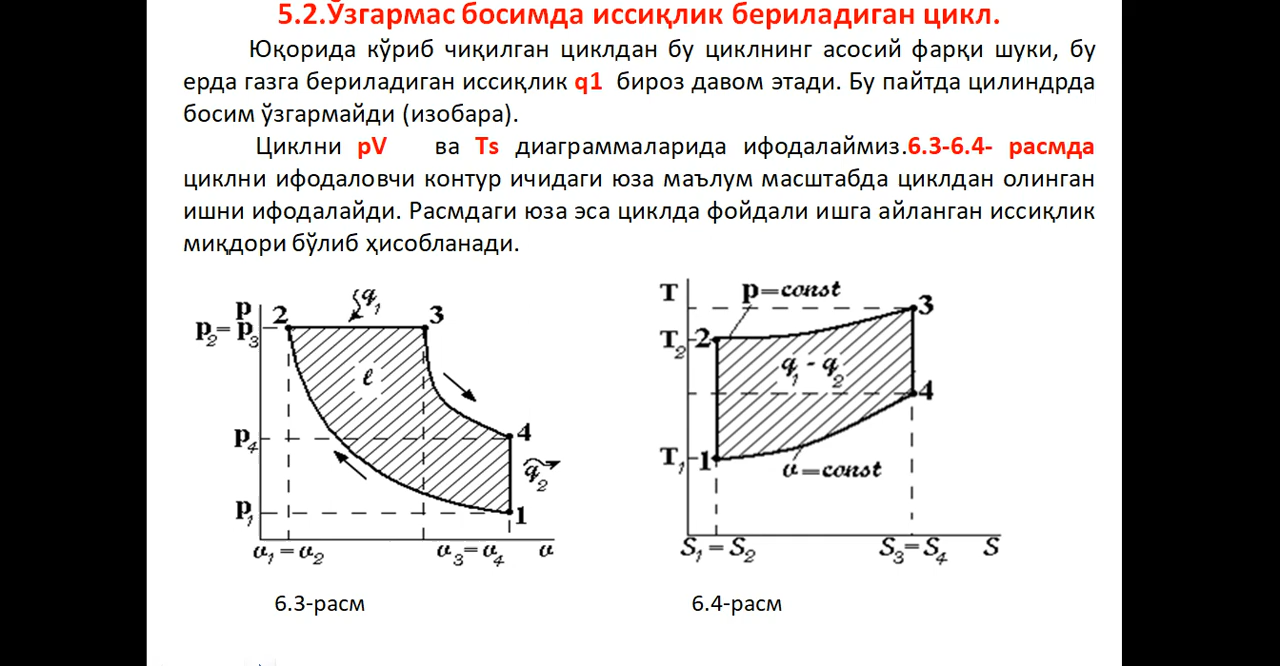 5.2.Ўзгармас босимда иссиқлик бериладиган цикл.
Юқорида кўриб чиқилган циклдан бу циклнинг асосий фарқи шуки, бу
ерда газга бериладиган иссиқлик q1 бироз давом этади. Бу пайтда цилиндрда
босим ўзгармайди (изобара).
Циклни pV ва Ts диаграммаларида ифодалаймиз.6.3-6.4- расмда
циклни ифодаловчи контур ичидаги юза маълум масштабда циклдан олинган
ишни ифодалайди. Расмдаги юза эса циклда фойдали ишга айланган иссиқлик
миқдори бўлиб ҳисобланади.
p
2
q₁
3
p₂= p₃
ℓ
p₄
4
q₂
p₁
1
υ₁=υ₂
υ₃=υ₄
υ
T
p=const
3
T₂
2
q₁ - q₂
4
T₁
1
υ=const
S₁ = S₂
S₃= S₄
S
6.3-расм
6.4-расм